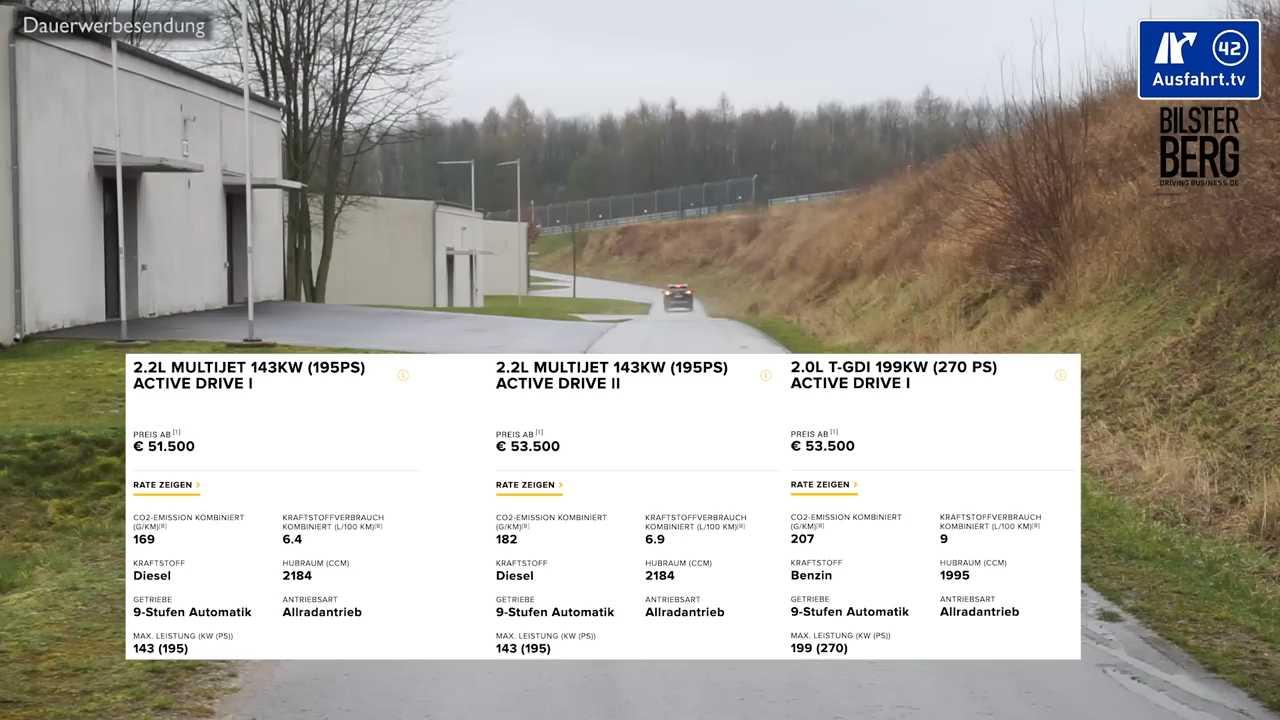 Dauerwerbesendung
42
Ausfahrt.tv
BILSTER
BERG
DRIVING BUSINESS.DE
2.2L MULTIJET 143KW (195PS)
ACTIVE DRIVE I
PREIS AB [1]
€ 51.500
RATE ZEIGEN >
CO2-EMISSION KOMBINIERT
(G/KM)[8]
169
KRAFTSTOFFVERBRAUCH
KOMBINIERT (L/100 KM)[8]
6.4
KRAFTSTOFF
Diesel
HUBRAUM (CCM)
2184
GETRIEBE
9-Stufen Automatik
ANTRIEBSART
Allradantrieb
MAX. LEISTUNG (KW (PS))
143 (195)
2.2L MULTIJET 143KW (195PS)
ACTIVE DRIVE II
PREIS AB [1]
€ 53.500
RATE ZEIGEN >
CO2-EMISSION KOMBINIERT
(G/KM)[8]
182
KRAFTSTOFFVERBRAUCH
KOMBINIERT (L/100 KM)[8]
6.9
KRAFTSTOFF
Diesel
HUBRAUM (CCM)
2184
GETRIEBE
9-Stufen Automatik
ANTRIEBSART
Allradantrieb
MAX. LEISTUNG (KW (PS))
143 (195)
2.0L T-GDI 199KW (270 PS)
ACTIVE DRIVE I
PREIS AB [1]
€ 53.500
RATE ZEIGEN >
CO2-EMISSION KOMBINIERT
(G/KM)[8]
207
KRAFTSTOFFVERBRAUCH
KOMBINIERT (L/100 KM)[8]
9
KRAFTSTOFF
Benzin
HUBRAUM (CCM)
1995
GETRIEBE
9-Stufen Automatik
ANTRIEBSART
Allradantrieb
MAX. LEISTUNG (KW (PS))
199 (270)